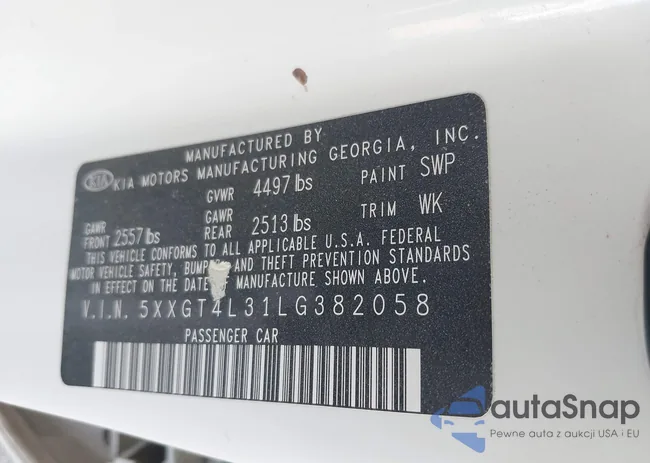 MANUFACTURED BY
KIA KIA MOTORS MANUFACTURING GEORGIA, INC.
GVWR 4497 lbs PAINT SWP
GAWR FRONT 2557 lbs GAWR REAR 2513 lbs TRIM WK
THIS VEHICLE CONFORMS TO ALL APPLICABLE U.S.A. FEDERAL
MOTOR VEHICLE SAFETY, AND THEFT PREVENTION STANDARDS
EFFECT ON THE DATE MANUFACTURE SHOWN ABOVE.
V.I.N. 5XXGT4L31LG382058
PASSENGER CAR
autaSnap
Pewne auta z aukcji USA i EU